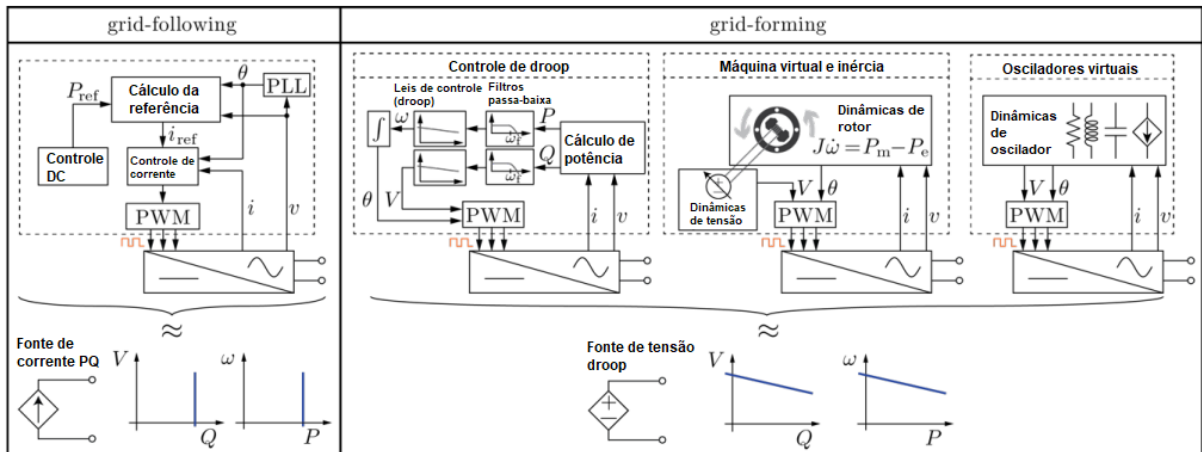 grid-following
grid-forming
θ
PLL
P_ref
Cálculo da
referência
i_ref
Controle
DC
Controle de
corrente
PWM
i
v
≈
Fonte de
corrente PQ
V
Q
ω
P
Controle de droop
Leis de controle
(droop)
Filtros
passa-baixa
∫
ω
P
ω_f
Cálculo de
potência
Q
ω_f
θ
V
PWM
i
v
Máquina virtual e inércia
Dinâmicas de
rotor
Jω̇ = P_m − P_e
Dinâmicas
de tensão
V
θ
PWM
i
v
Osciladores virtuais
Dinâmicas
de
oscilador
V
θ
PWM
i
v
≈
Fonte de tensão
droop
V
Q
ω
P